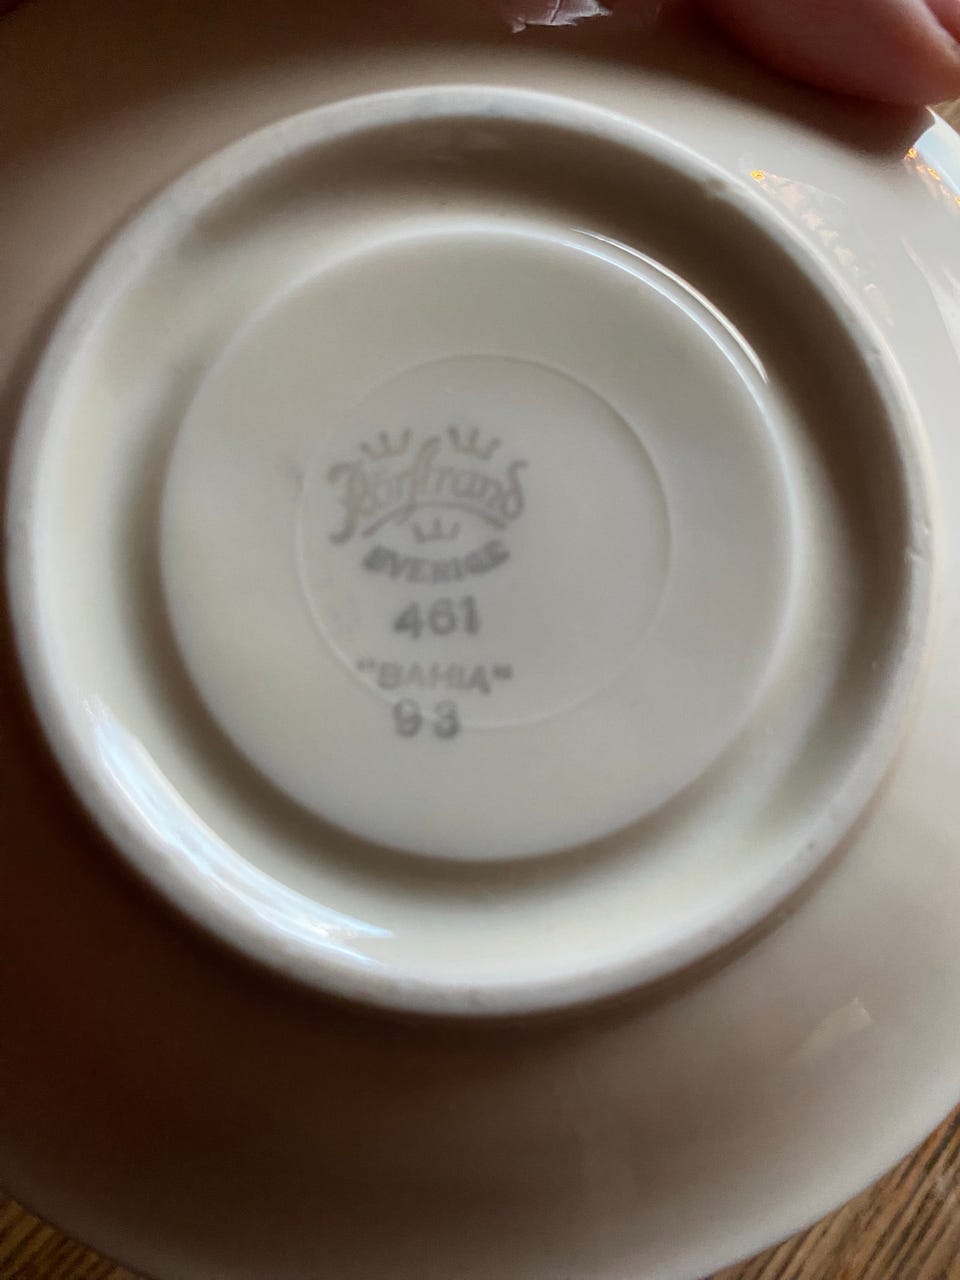 Rörstrand
SVERIGE
461
"BAHIA"
93